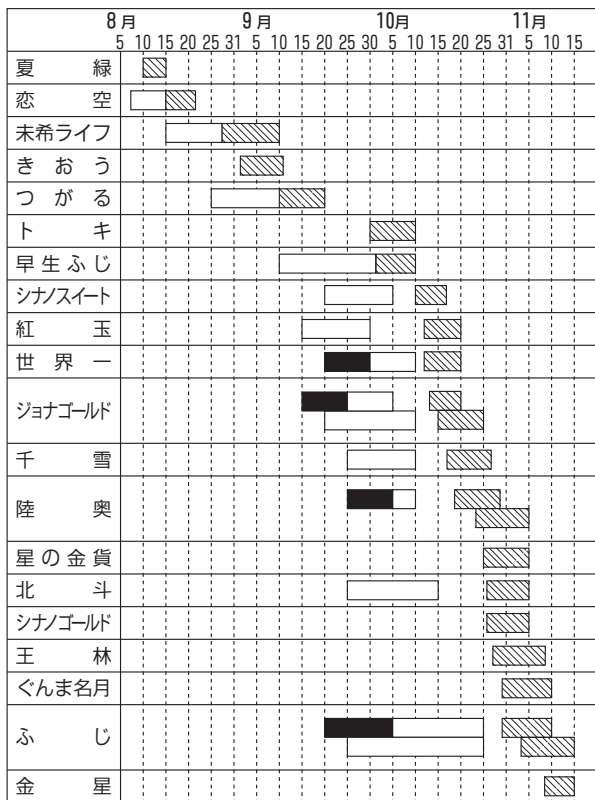 8月 9月 10月 11月
5 10 15 20 25 31 5 10 15 20 25 30 5 10 15 20 25 31 5 10 15
夏緑
恋空
未希ライフ
きおう
つがる
トキ
早生ふじ
シナノスイート
紅玉
世界一
ジョナゴールド
千雪
陸奥
星の金貨
北斗
シナノゴールド
王林
ぐんま名月
ふじ
金星